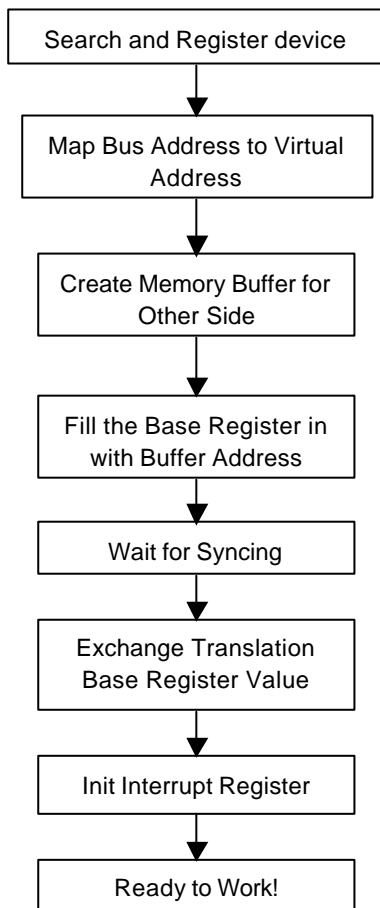 Search and Register device
Map Bus Address to Virtual
Address
Create Memory Buffer for
Other Side
Fill the Base Register in
with Buffer Address
Wait for Syncing
Exchange Translation
Base Register Value
Init Interrupt Register
Ready to Work!